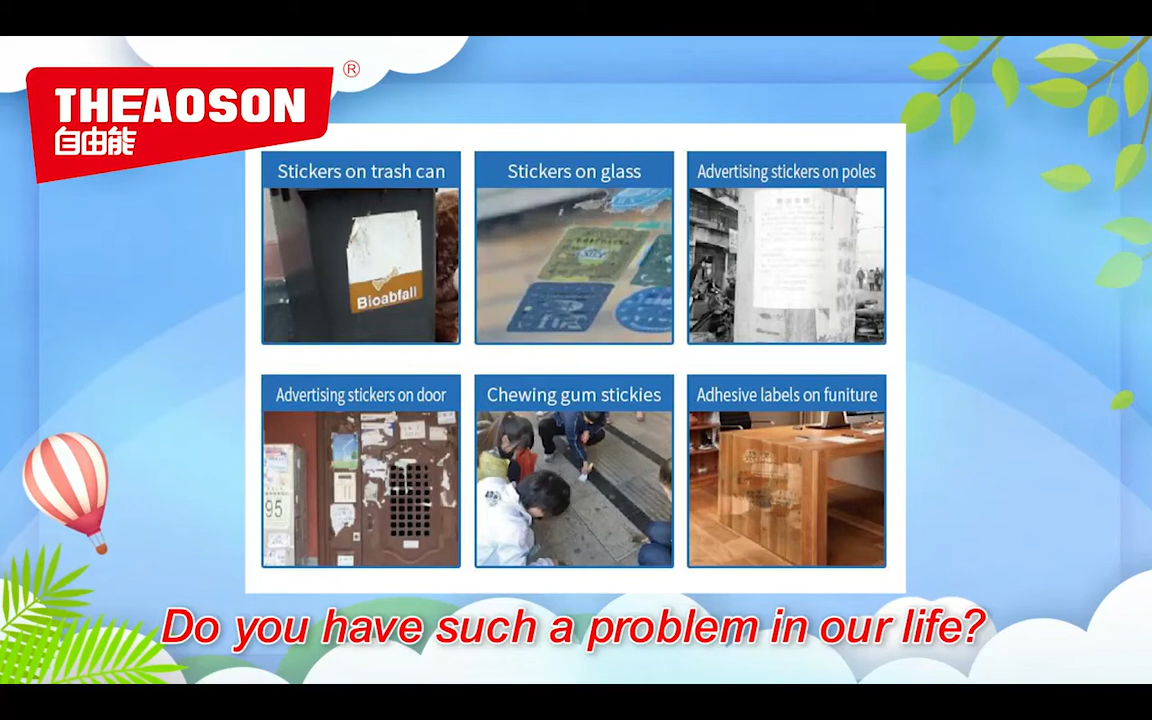 THEAOSON
®
自由能
Stickers on trash can
Stickers on glass
Advertising stickers on poles
Bioabfall
Advertising stickers on door
Chewing gum stickies
Adhesive labels on funiture
95
Do you have such a problem in our life?